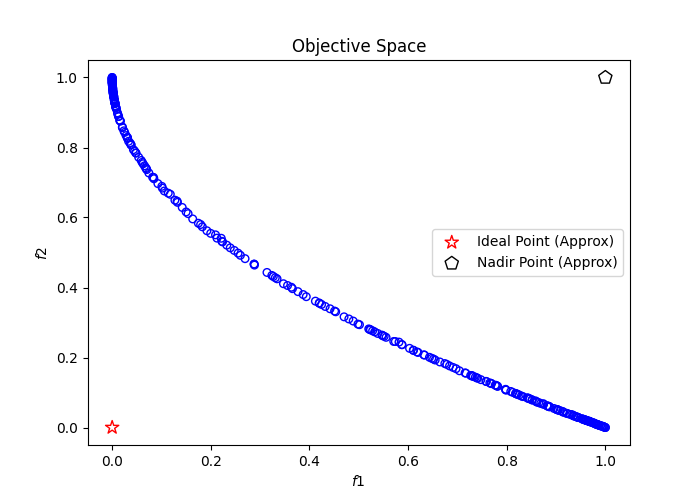 Objective Space
1.0
0.8
0.6
0.4
0.2
0.0
f2
Ideal Point (Approx)
Nadir Point (Approx)
0.0 0.2 0.4 0.6 0.8 1.0
f1